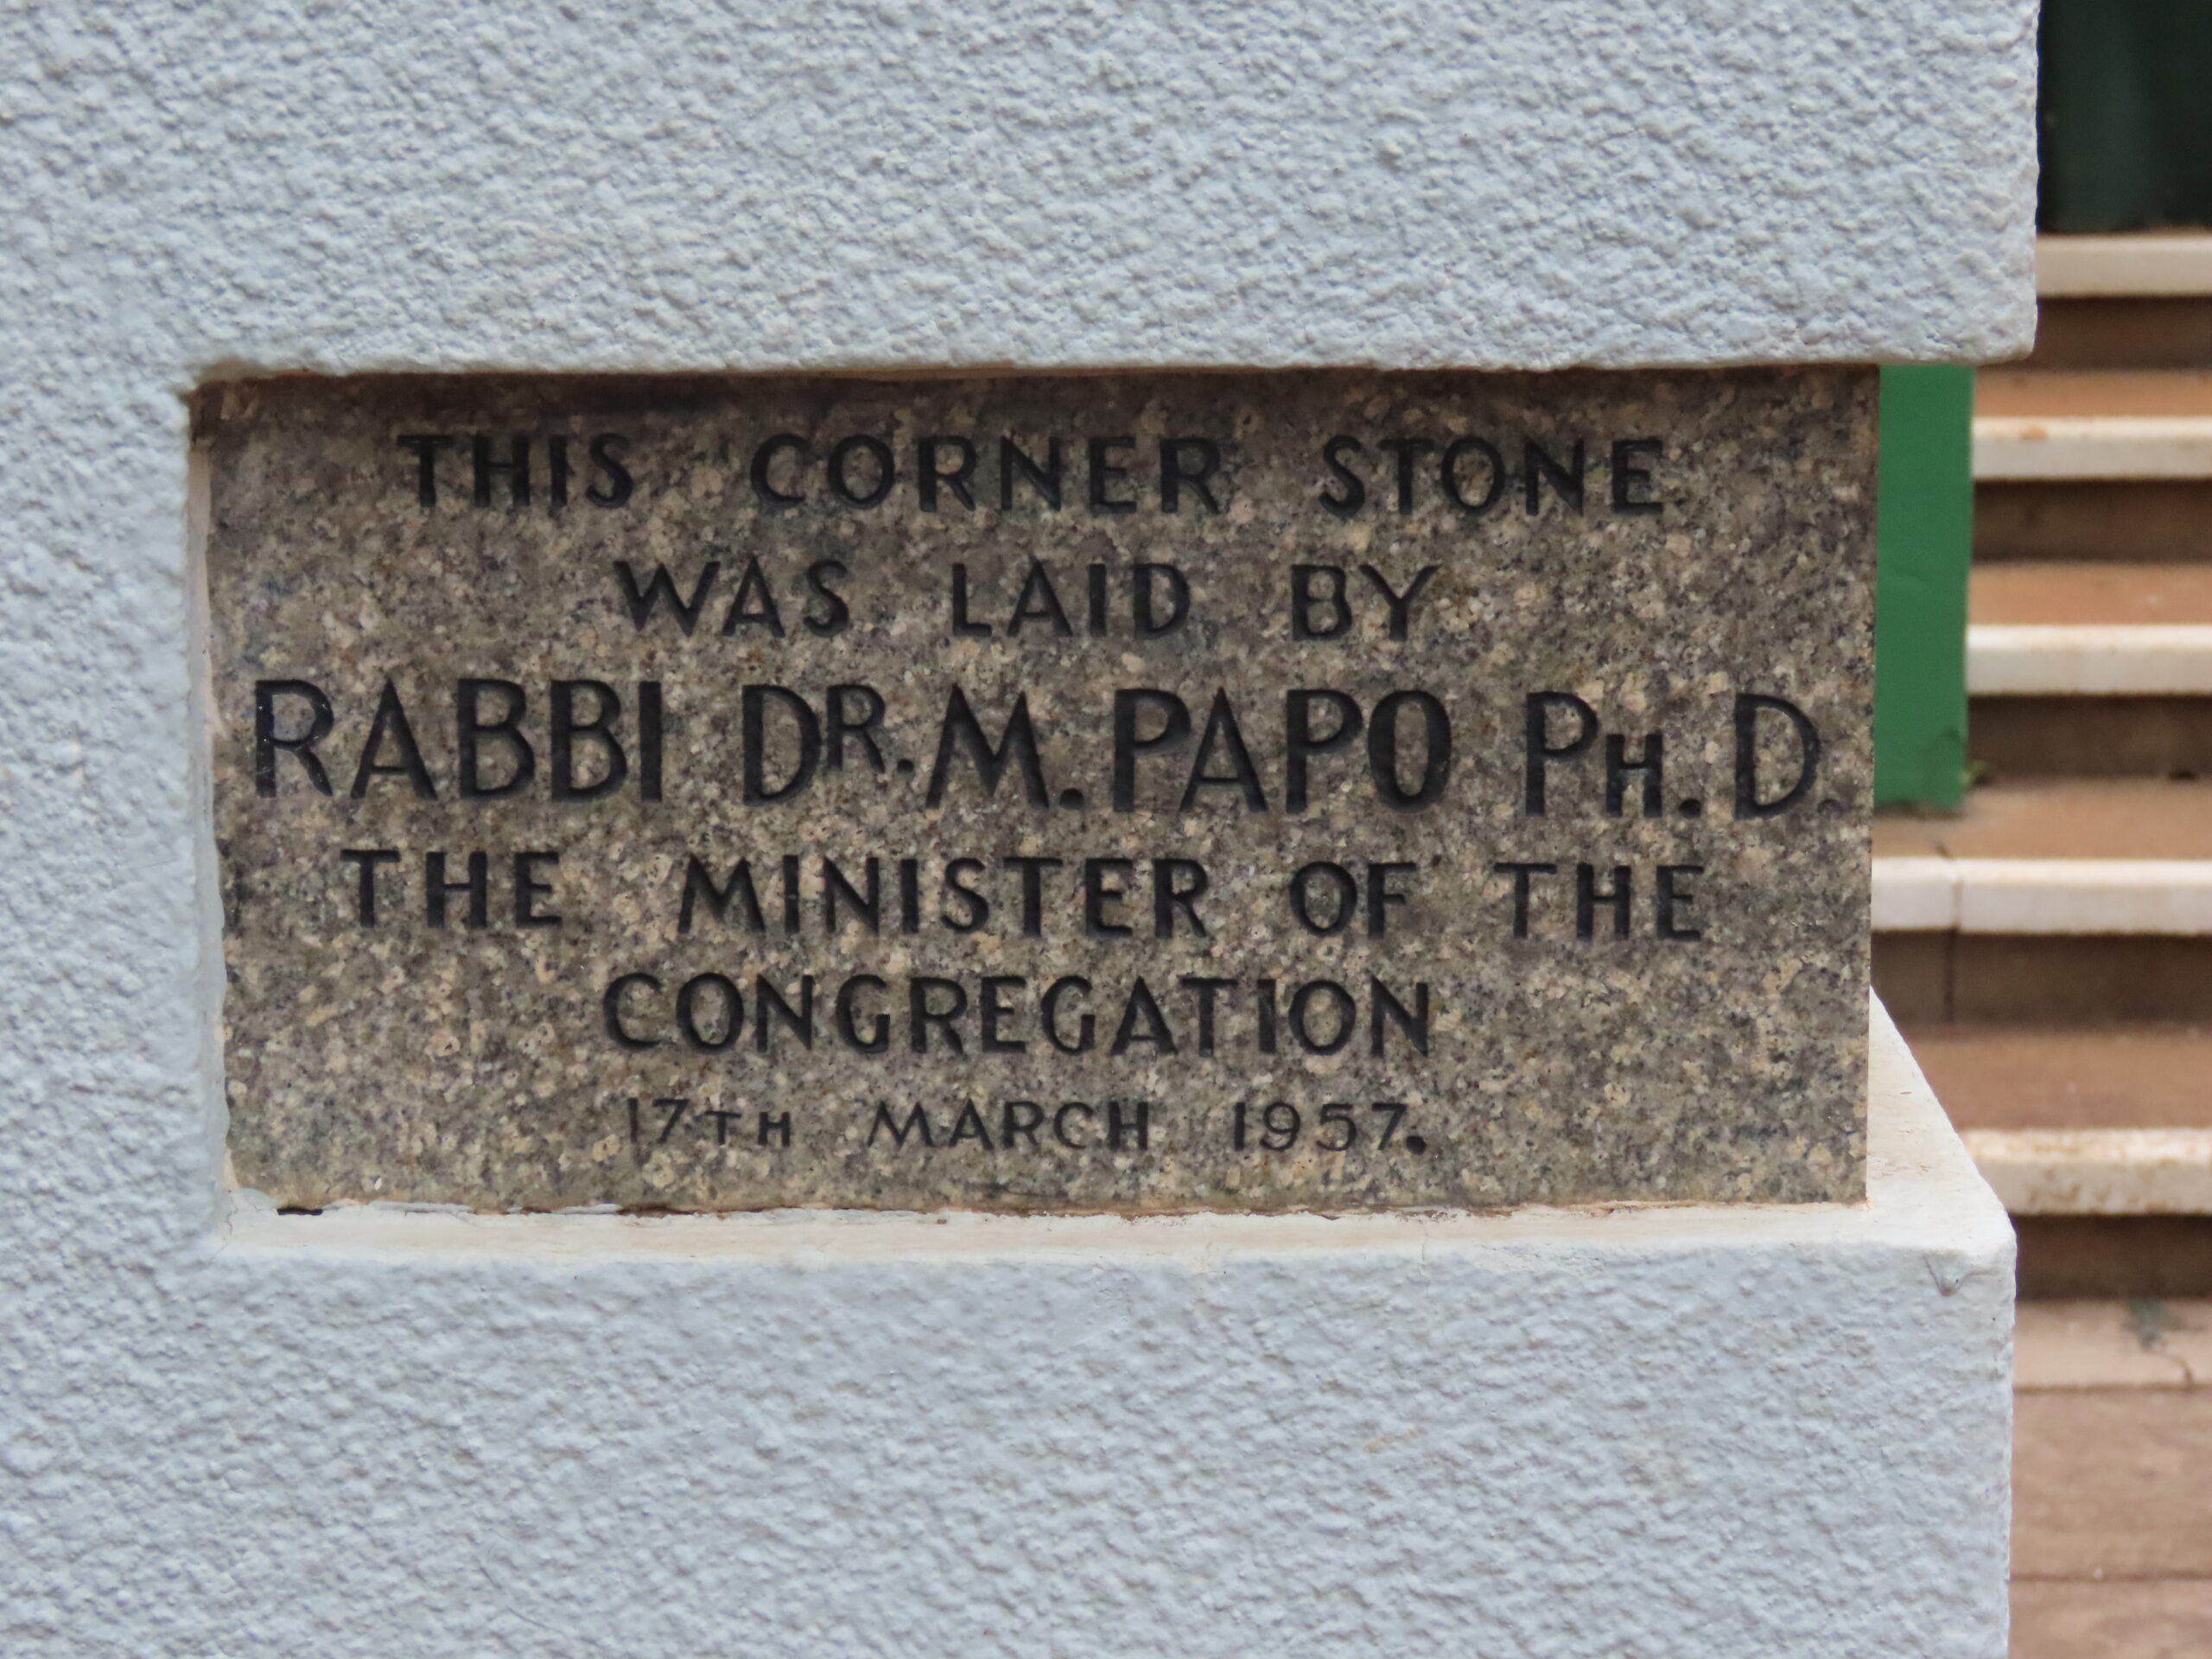 THIS CORNER STONE
WAS LAID BY
RABBI DR. M. PAPO PH.D.
THE MINISTER OF THE
CONGREGATION
17TH MARCH 1957.